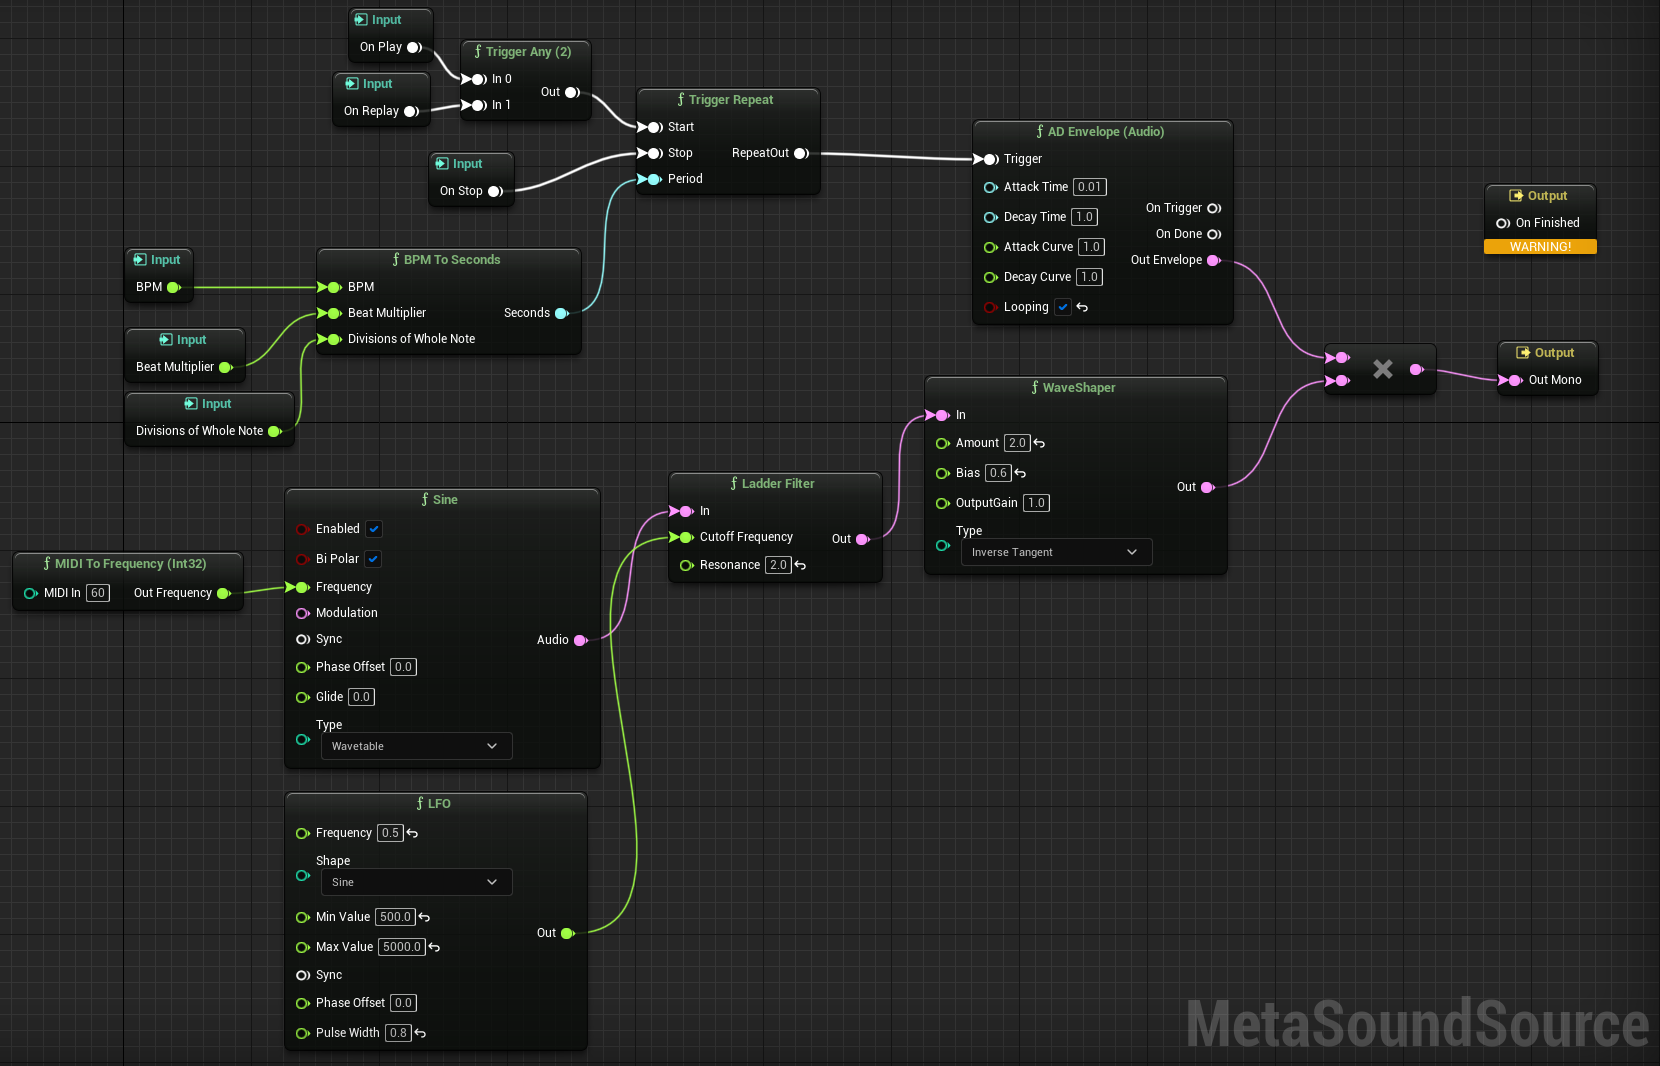 Input
On Play
Input
On Replay
Trigger Any (2)
In 0
In 1
Out
Input
On Stop
Trigger Repeat
Start
Stop
RepeatOut
Period
AD Envelope (Audio)
Trigger
Attack Time 0.01
Decay Time 1.0
Attack Curve 1.0
Decay Curve 1.0
Looping
On Trigger
On Done
Out Envelope
Output
On Finished
WARNING!
Input
BPM
Input
Beat Multiplier
Input
Divisions of Whole Note
BPM To Seconds
BPM
Beat Multiplier
Seconds
Divisions of Whole Note
Output
Out Mono
WaveShaper
In
Amount 2.0
Bias 0.6
OutputGain 1.0
Type
Inverse Tangent
Out
Ladder Filter
In
Cutoff Frequency
Out
Resonance 2.0
MIDI To Frequency (Int32)
MIDI In 60
Out Frequency
Sine
Enabled
Bi Polar
Frequency
Modulation
Sync
Audio
Phase Offset 0.0
Glide 0.0
Type
Wavetable
LFO
Frequency 0.5
Shape
Sine
Min Value 500.0
Out
Max Value 5000.0
Sync
Phase Offset 0.0
Pulse Width 0.8
MetaSoundSource